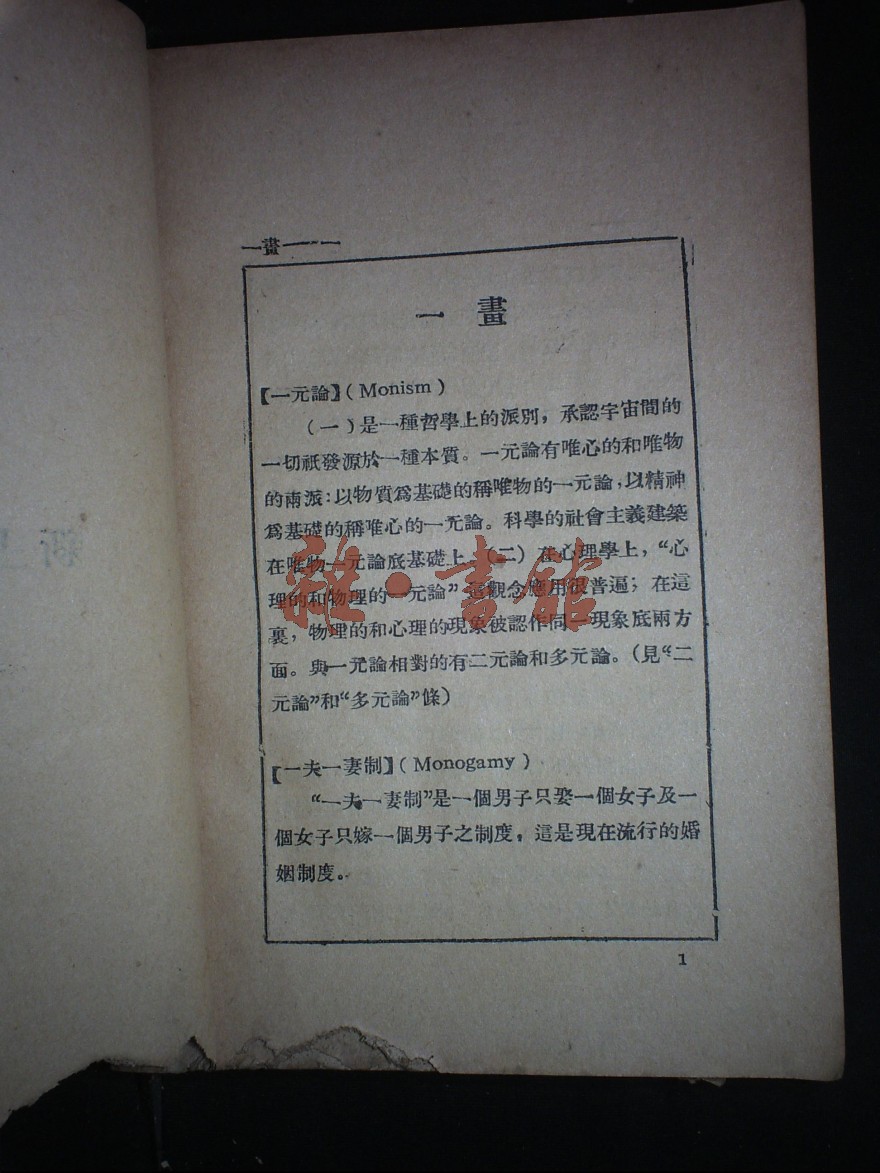 新
一畫 一——一
一畫
【一元論】( Monism )
(一)是一種哲學上的派別，承認宇宙間的
一切祇發源於一種本質。一元論有唯心的和唯物
的兩派：以物質爲基礎的稱唯物的一元論，以精神
爲基礎的稱唯心的一元論。科學的社會主義建築
在唯物一元論底基礎上。(二) 在心理學上，“心
理的和物理的一元論”這觀念應用很普遍；在這
裏，物理的和心理的現象被認作同一現象底兩方
面。與一元論相對的有二元論和多元論。(見“二
元論”和“多元論”條)
【一夫一妻制】( Monogamy )
“一夫一妻制”是一個男子只娶一個女子及一
個女子只嫁一個男子之制度，這是現在流行的婚
姻制度。
1
雜·書館